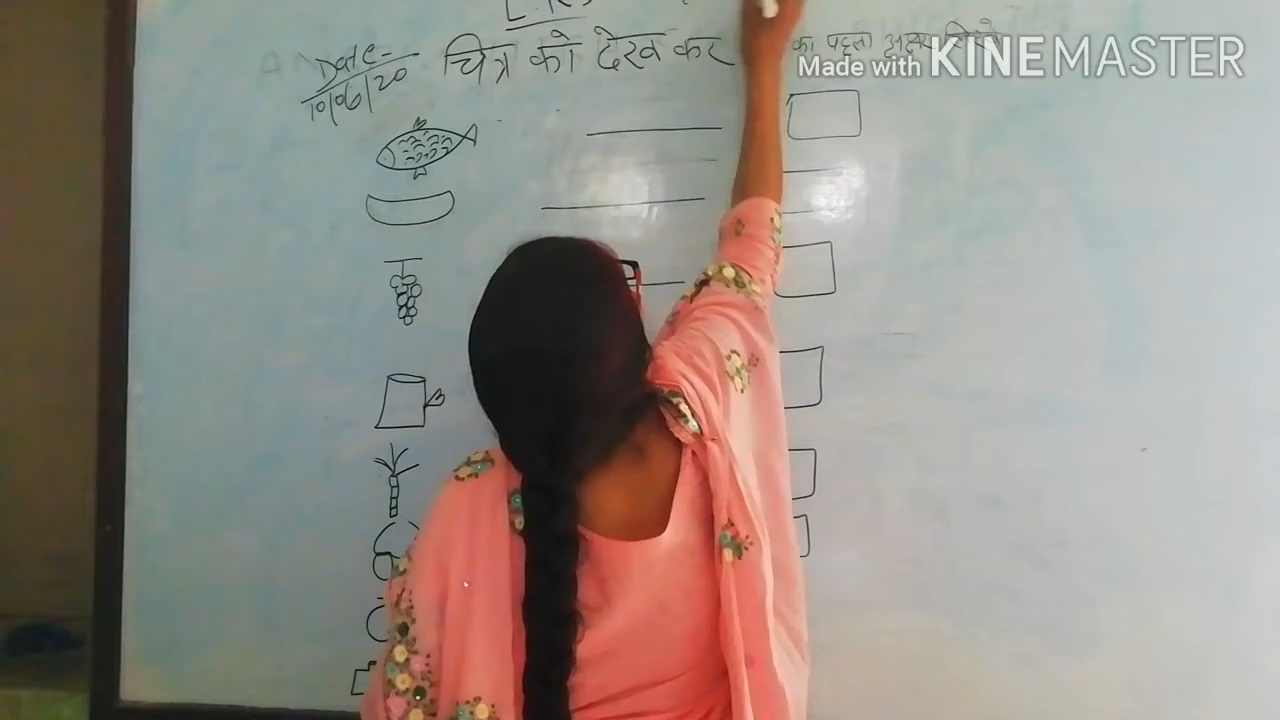 Date-
10/06/20
चित्र को देख कर
का पहला अक्षर लिखो
Made with KINEMASTER